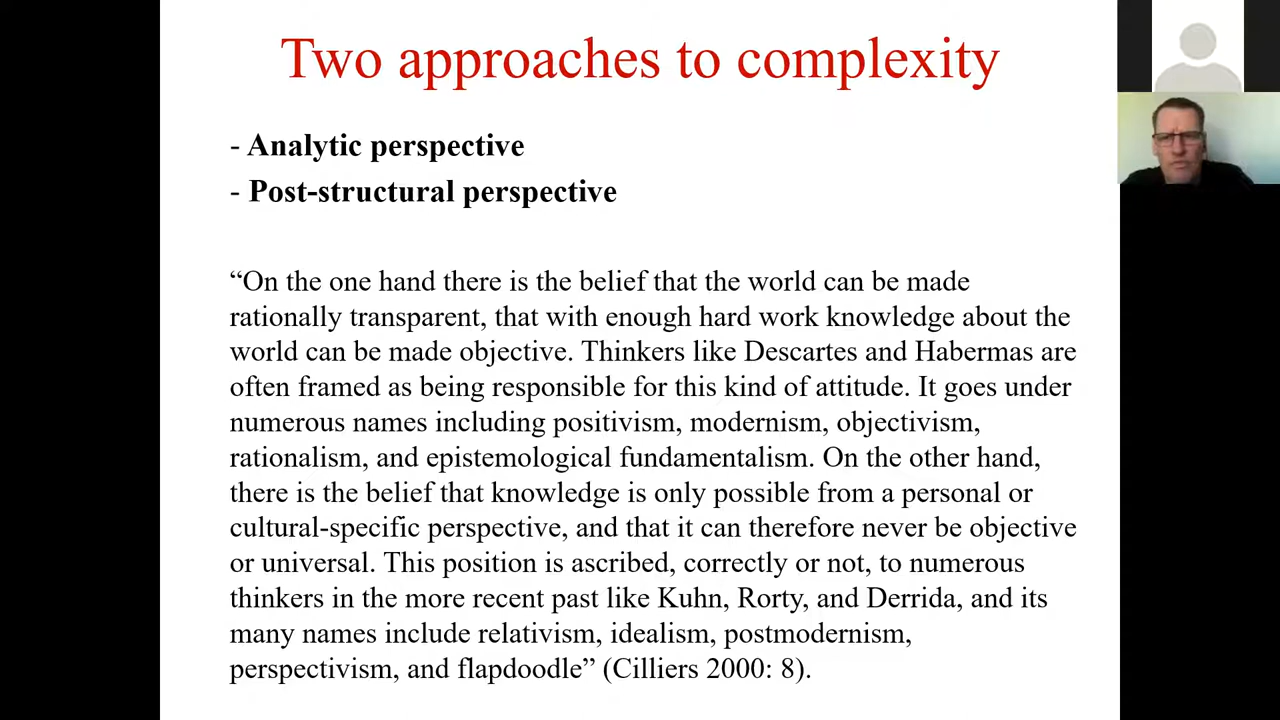 Two approaches to complexity
- Analytic perspective
- Post-structural perspective
“On the one hand there is the belief that the world can be made
rationally transparent, that with enough hard work knowledge about the
world can be made objective. Thinkers like Descartes and Habermas are
often framed as being responsible for this kind of attitude. It goes under
numerous names including positivism, modernism, objectivism,
rationalism, and epistemological fundamentalism. On the other hand,
there is the belief that knowledge is only possible from a personal or
cultural-specific perspective, and that it can therefore never be objective
or universal. This position is ascribed, correctly or not, to numerous
thinkers in the more recent past like Kuhn, Rorty, and Derrida, and its
many names include relativism, idealism, postmodernism,
perspectivism, and flapdoodle” (Cilliers 2000: 8).